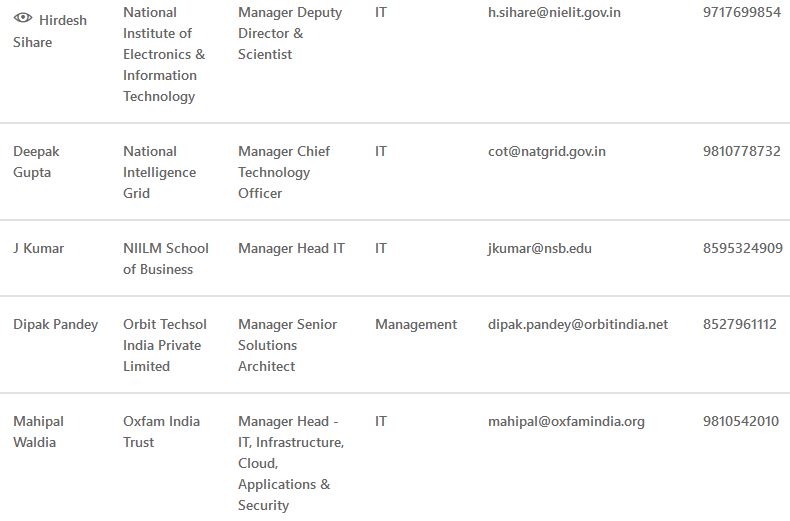 Hirdesh Sihare
National Institute of Electronics & Information Technology
Manager Deputy Director & Scientist
IT
h.sihare@nielit.gov.in
9717699854
Deepak Gupta
National Intelligence Grid
Manager Chief Technology Officer
IT
cot@natgrid.gov.in
9810778732
J Kumar
NIILM School of Business
Manager Head IT
IT
jkumar@nsb.edu
8595324909
Dipak Pandey
Orbit Techsol India Private Limited
Manager Senior Solutions Architect
Management
dipak.pandey@orbitindia.net
8527961112
Mahipal Waldia
Oxfam India Trust
Manager Head - IT, Infrastructure, Cloud, Applications & Security
IT
mahipal@oxfamindia.org
9810542010